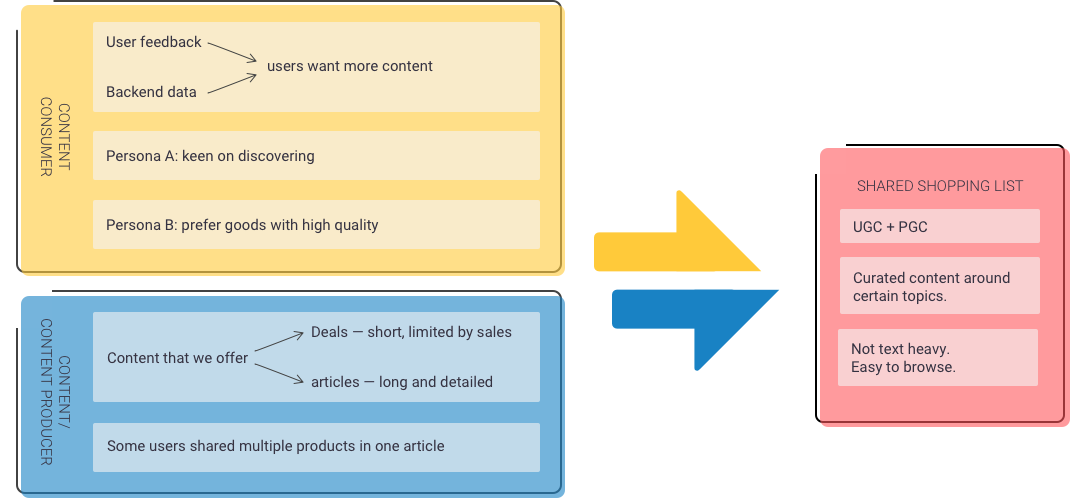 CONTENT
CONSUMER
User feedback
Backend data
users want more content
Persona A: keen on discovering
Persona B: prefer goods with high quality
CONTENT/
CONTENT PRODUCER
Content that we offer
Deals — short, limited by sales
articles — long and detailed
Some users shared multiple products in one article
SHARED SHOPPING LIST
UGC + PGC
Curated content around
certain topics.
Not text heavy.
Easy to browse.